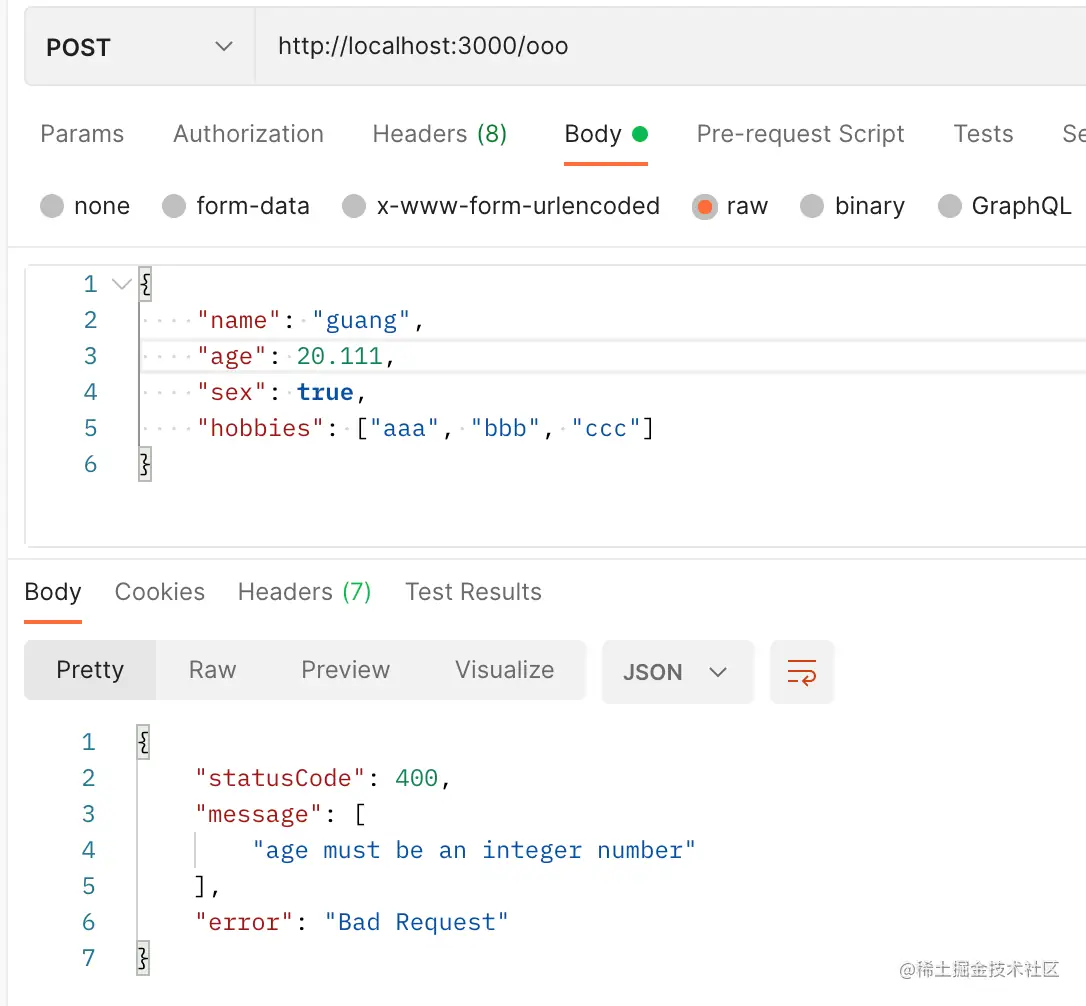 POST http://localhost:3000/ooo
Params Authorization Headers (8) Body Pre-request Script Tests Se
none form-data x-www-form-urlencoded raw binary GraphQL
1 {
2 "name": "guang",
3 "age": 20.111,
4 "sex": true,
5 "hobbies": ["aaa", "bbb", "ccc"]
6 }
Body Cookies Headers (7) Test Results
Pretty Raw Preview Visualize JSON
1 {
2 "statusCode": 400,
3 "message": [
4 "age must be an integer number"
5 ],
6 "error": "Bad Request"
7 }
@稀土掘金技术社区